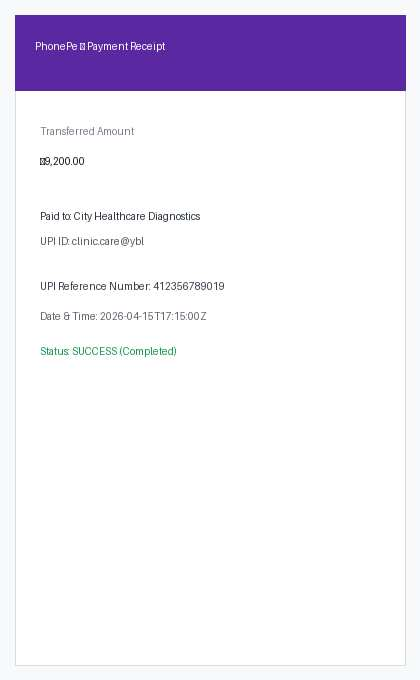 PhonePe Payment Receipt
Transferred Amount
9,200.00
Paid to: City Healthcare Diagnostics
UPI ID: clinic.care@ybl
UPI Reference Number: 412356789019
Date & Time: 2026-04-15T17:15:00Z
Status: SUCCESS (Completed)